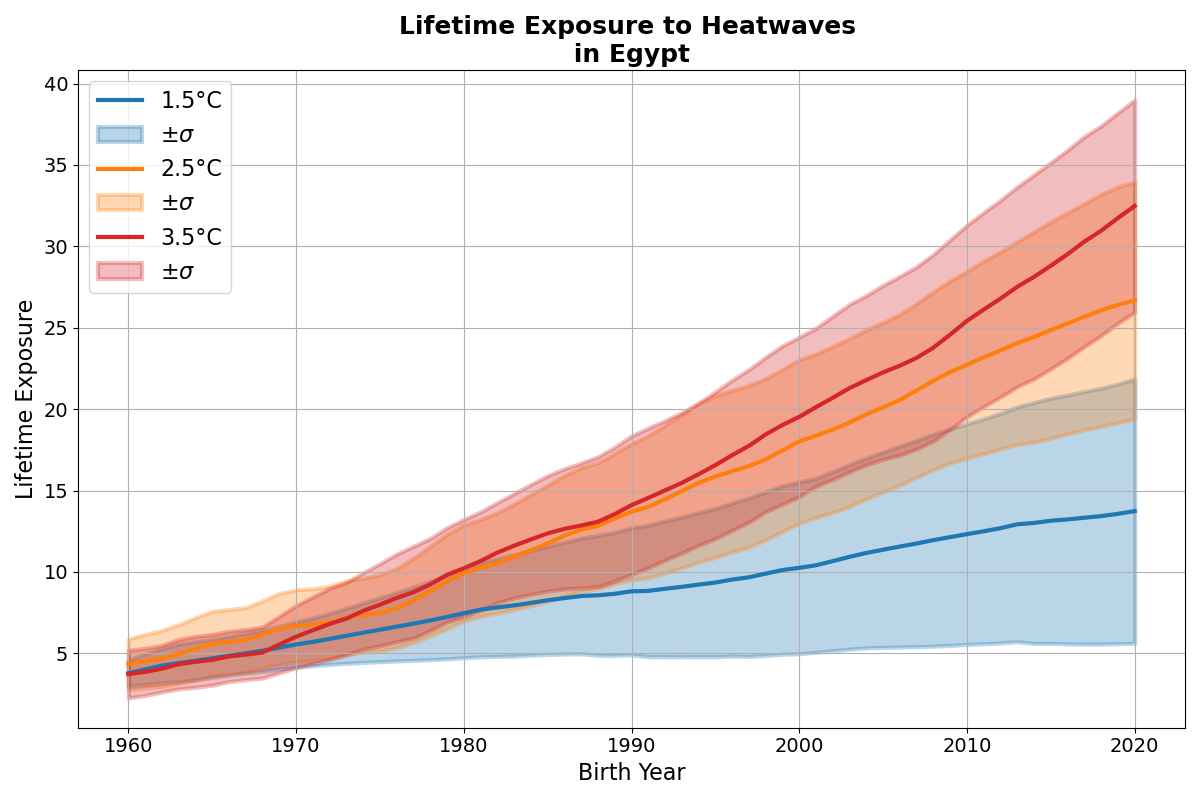 Lifetime Exposure to Heatwaves
in Egypt
40
35
30
25
20
15
10
5
Lifetime Exposure
1.5°C
±σ
2.5°C
±σ
3.5°C
±σ
1960 1970 1980 1990 2000 2010 2020
Birth Year